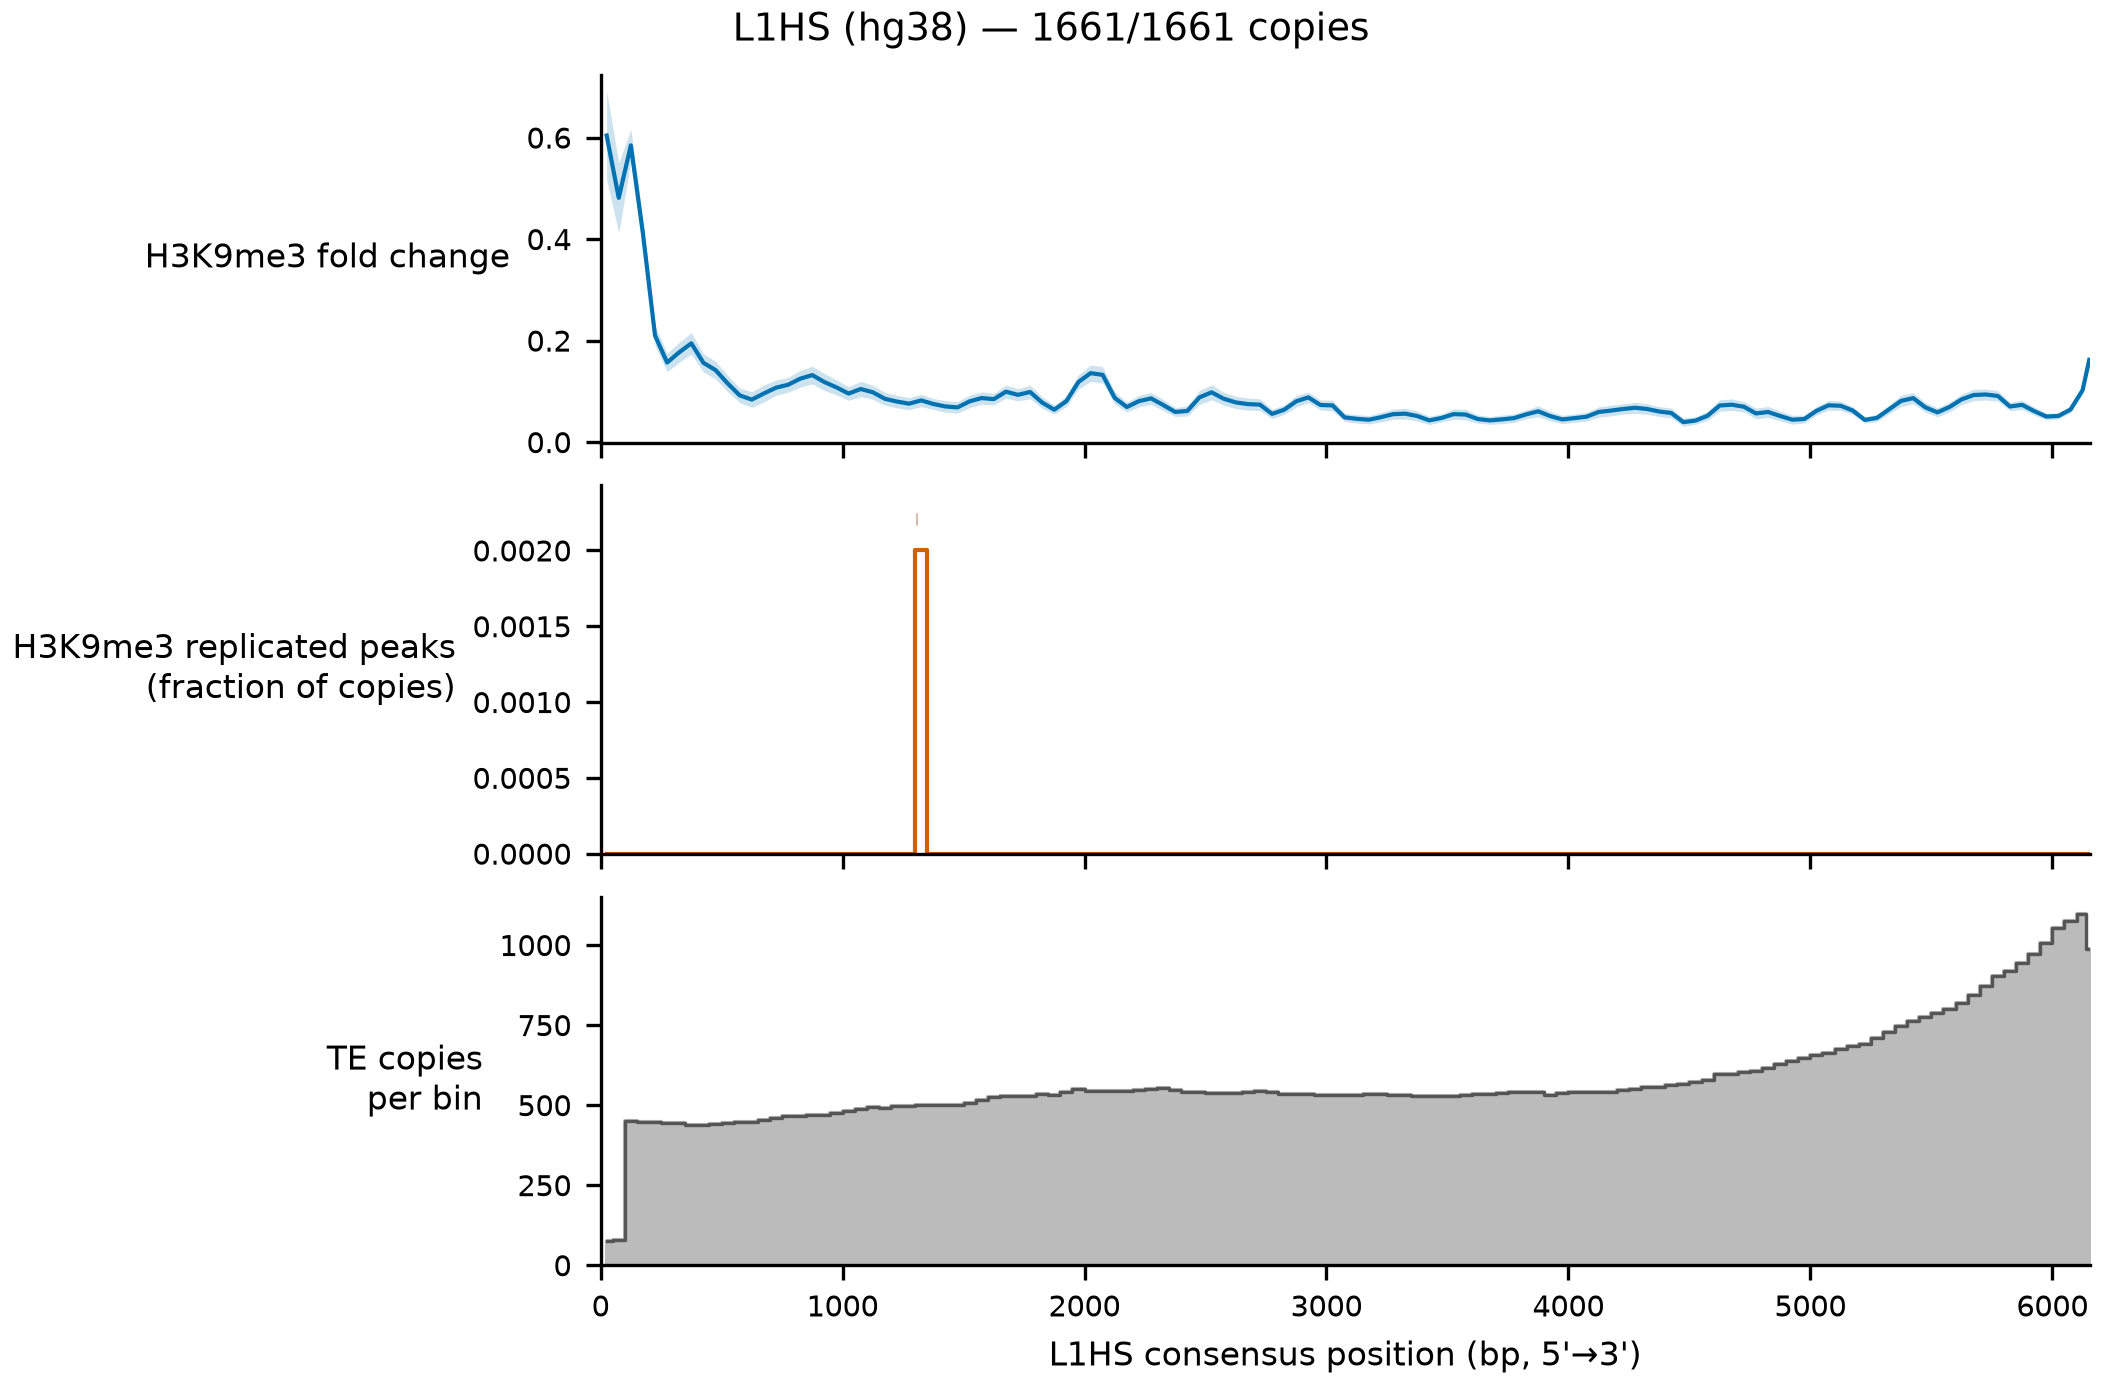 L1HS (hg38) — 1661/1661 copies
H3K9me3 fold change
0.6
0.4
0.2
0.0
H3K9me3 replicated peaks
(fraction of copies)
0.0020
0.0015
0.0010
0.0005
0.0000
TE copies
per bin
1000
750
500
250
0
0 1000 2000 3000 4000 5000 6000
L1HS consensus position (bp, 5'→3')